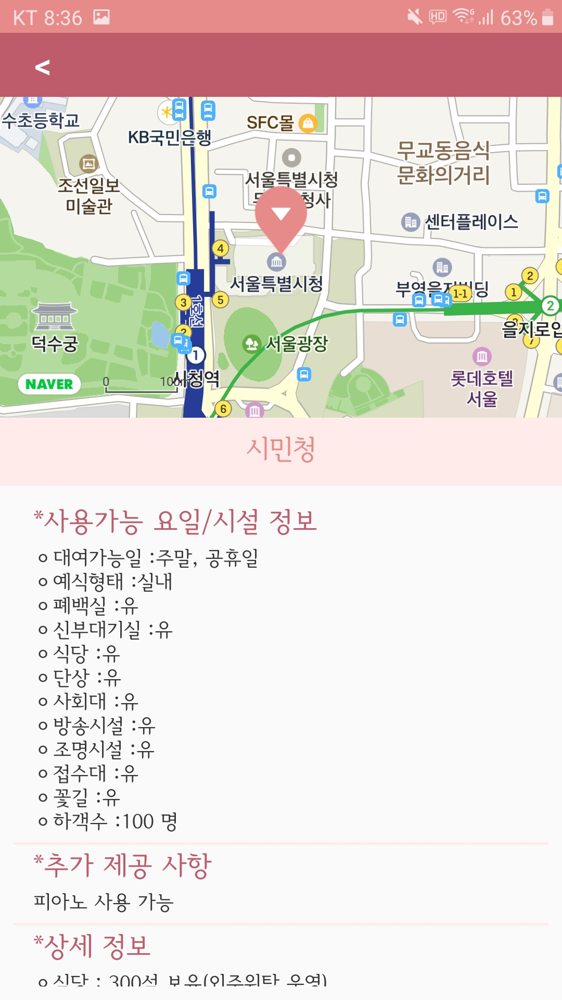 KT 8:36
HD
G
63%
<
수초등학교
KB국민은행
SFC몰
무교동음식
문화의거리
서울특별시청
청사
조선일보
미술관
센터플레이스
4
서울특별시청
2
1
1-1
3
5
1호선
2
2
덕수궁
서울광장
을지로입
7
1
시청역
NAVER
0
롯데호텔
서울
6
시민청
*사용가능 요일/시설 정보
대여가능일 :주말, 공휴일
예식형태 :실내
폐백실 :유
신부대기실 :유
식당 :유
단상 :유
사회대 :유
방송시설 :유
조명시설 :유
접수대 :유
꽃길 :유
하객수 :100 명
*추가 제공 사항
피아노 사용 가능
*상세 정보
식당 : 300석 보유(외주위탁 운영)